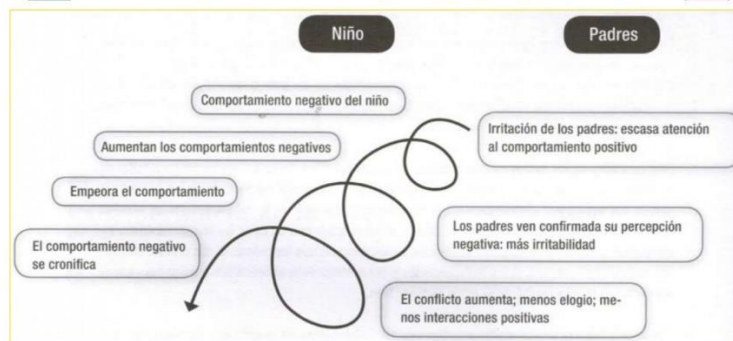 Niño
Padres
Comportamiento negativo del niño
Irritación de los padres: escasa atención
al comportamiento positivo
Aumentan los comportamientos negativos
Empeora el comportamiento
Los padres ven confirmada su percepción
negativa: más irritabilidad
El comportamiento negativo
se cronifica
El conflicto aumenta; menos elogio; me-
nos interacciones positivas